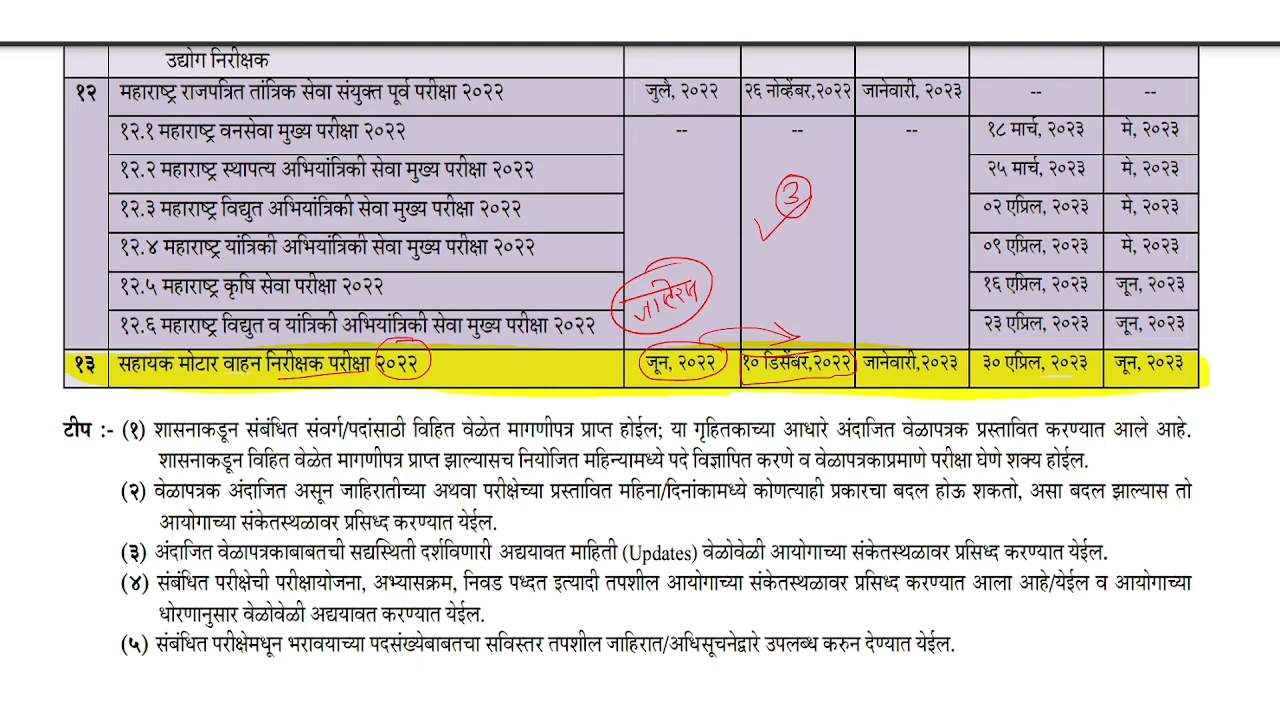 उद्योग निरीक्षक
१२ महाराष्ट्र राजपत्रित तांत्रिक सेवा संयुक्त पूर्व परीक्षा २०२२ जुलै, २०२२ २६ नोव्हेंबर,२०२२ जानेवारी, २०२३ -- --
१२.१ महाराष्ट्र वनसेवा मुख्य परीक्षा २०२२ -- -- -- १८ मार्च, २०२३ मे, २०२३
१२.२ महाराष्ट्र स्थापत्य अभियांत्रिकी सेवा मुख्य परीक्षा २०२२ २५ मार्च, २०२३ मे, २०२३
३
१२.३ महाराष्ट्र विद्युत अभियांत्रिकी सेवा मुख्य परीक्षा २०२२ ०२ एप्रिल, २०२३ मे, २०२३
१२.४ महाराष्ट्र यांत्रिकी अभियांत्रिकी सेवा मुख्य परीक्षा २०२२ ०९ एप्रिल, २०२३ मे, २०२३
१२.५ महाराष्ट्र कृषि सेवा परीक्षा २०२२ १६ एप्रिल, २०२३ जून, २०२३
जाहिरात
१२.६ महाराष्ट्र विद्युत व यांत्रिकी अभियांत्रिकी सेवा मुख्य परीक्षा २०२२ २३ एप्रिल, २०२३ जून, २०२३
१३ सहायक मोटार वाहन निरीक्षक परीक्षा २०२२ जून, २०२२ १० डिसेंबर,२०२२ जानेवारी,२०२३ ३० एप्रिल, २०२३ जून, २०२३
टीप :- (१) शासनाकडून संबंधित संवर्ग/पदांसाठी विहित वेळेत मागणीपत्र प्राप्त होईल; या गृहितकाच्या आधारे अंदाजित वेळापत्रक प्रस्तावित करण्यात आले आहे.
शासनाकडून विहित वेळेत मागणीपत्र प्राप्त झाल्यासच नियोजित महिन्यामध्ये पदे विज्ञापित करणे व वेळापत्रकाप्रमाणे परीक्षा घेणे शक्य होईल.
(२) वेळापत्रक अंदाजित असून जाहिरातीच्या अथवा परीक्षेच्या प्रस्तावित महिना/दिनांकामध्ये कोणत्याही प्रकारचा बदल होऊ शकतो, असा बदल झाल्यास तो
आयोगाच्या संकेतस्थळावर प्रसिध्द करण्यात येईल.
(३) अंदाजित वेळापत्रकाबाबतची सद्यस्थिती दर्शविणारी अद्ययावत माहिती (Updates) वेळोवेळी आयोगाच्या संकेतस्थळावर प्रसिध्द करण्यात येईल.
(४) संबंधित परीक्षेची परीक्षायोजना, अभ्यासक्रम, निवड पध्दत इत्यादी तपशील आयोगाच्या संकेतस्थळावर प्रसिध्द करण्यात आला आहे/येईल व आयोगाच्या
धोरणानुसार वेळोवेळी अद्ययावत करण्यात येईल.
(५) संबंधित परीक्षेमधून भरावयाच्या पदसंख्येबाबतचा सविस्तर तपशील जाहिरात/अधिसूचनेद्वारे उपलब्ध करुन देण्यात येईल.